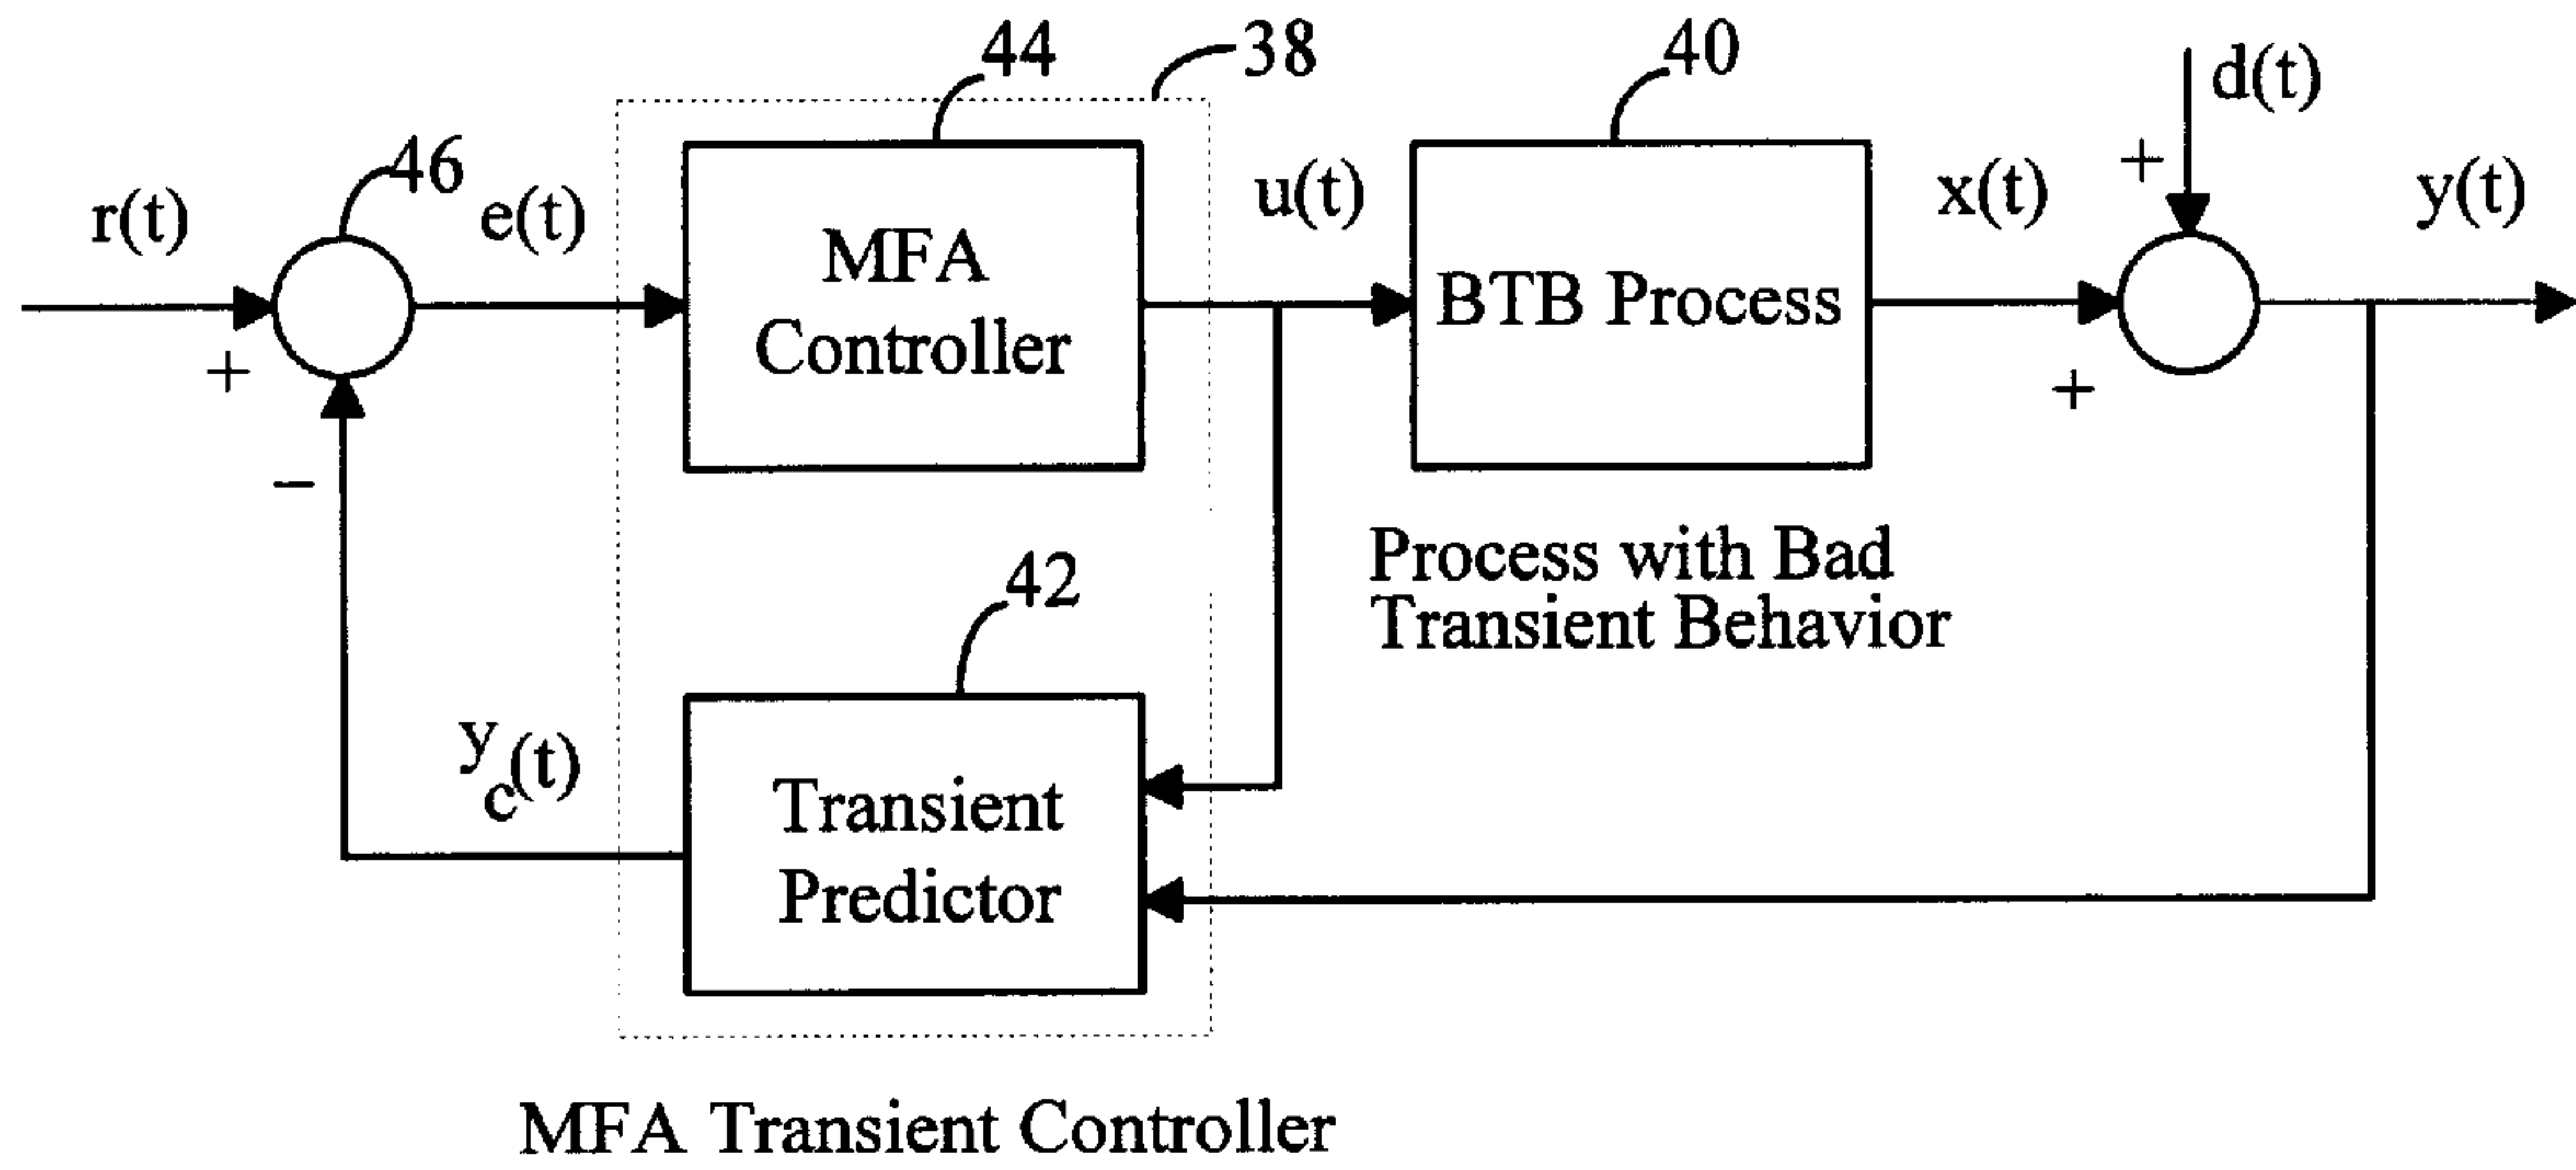 44
38
40
d(t)
46
+
r(t)
e(t)
u(t)
x(t)
y(t)
MFA
Controller
BTB Process
+
+
−
Process with Bad
Transient Behavior
42
y
c
(t)
Transient
Predictor
MFA Transient Controller